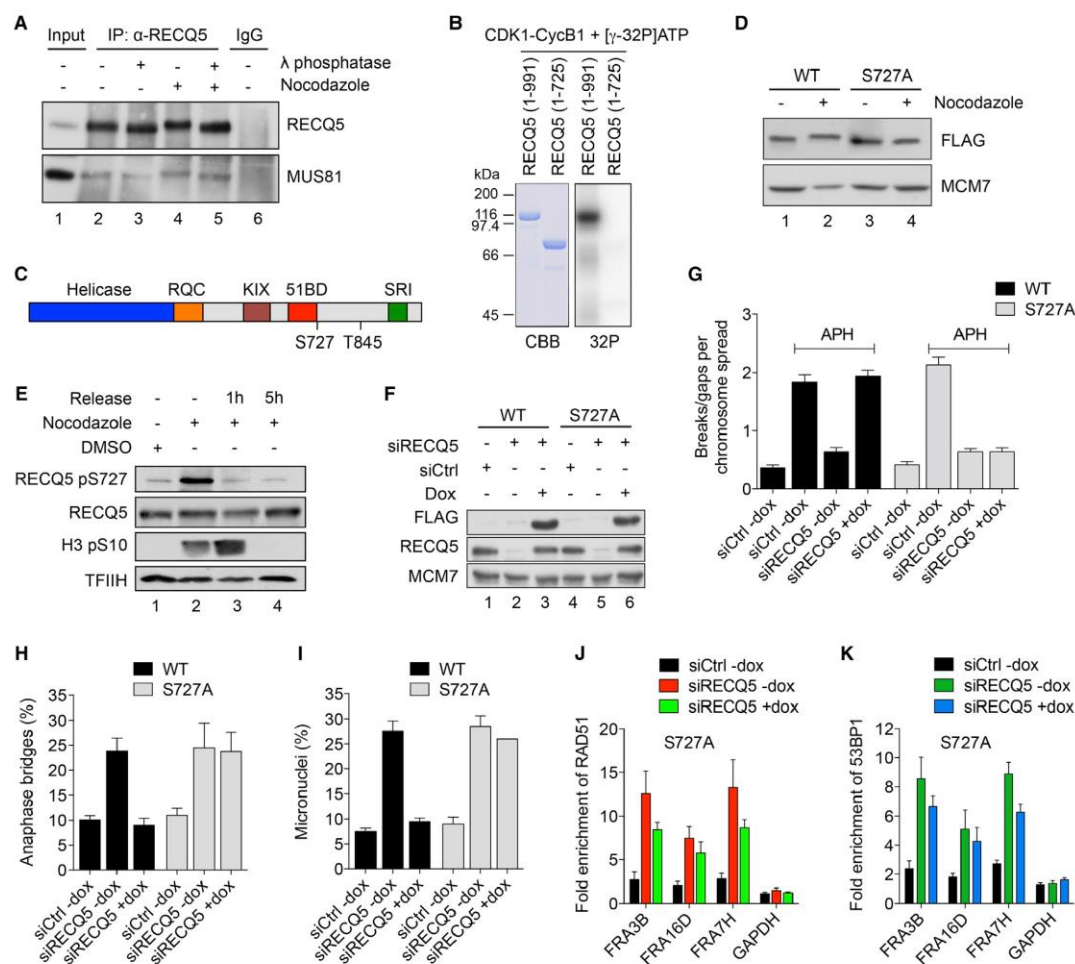 A
Input IP: α-RECQ5 IgG
- - + - + - λ phosphatase
- - - + + - Nocodazole
RECQ5
MUS81
1 2 3 4 5 6
B
CDK1-CycB1 + [γ-32P]ATP
RECQ5 (1-991)
RECQ5 (1-725)
RECQ5 (1-991)
RECQ5 (1-725)
kDa
200
116
97.4
66
45
CBB 32P
C
Helicase RQC KIX 51BD SRI
S727 T845
D
WT S727A
- + - + Nocodazole
FLAG
MCM7
1 2 3 4
E
Release - - 1h 5h
Nocodazole - + + +
DMSO + - - -
RECQ5 pS727
RECQ5
H3 pS10
TFIIH
1 2 3 4
F
WT S727A
siRECQ5 - + + - + +
siCtrl + - - + - -
Dox - - + - - +
FLAG
RECQ5
MCM7
1 2 3 4 5 6
G
WT
S727A
APH APH
Breaks/gaps per
chromosome spread
3
2
1
0
siCtrl -dox
siCtrl -dox
siRECQ5 -dox
siRECQ5 +dox
siCtrl -dox
siCtrl -dox
siRECQ5 -dox
siRECQ5 +dox
H
WT
S727A
Anaphase bridges (%)
35
30
25
20
15
10
5
0
siCtrl -dox
siRECQ5 -dox
siRECQ5 +dox
siCtrl -dox
siRECQ5 -dox
siRECQ5 +dox
I
WT
S727A
Micronuclei (%)
35
30
25
20
15
10
5
0
siCtrl -dox
siRECQ5 -dox
siRECQ5 +dox
siCtrl -dox
siRECQ5 -dox
siRECQ5 +dox
J
siCtrl -dox
siRECQ5 -dox
siRECQ5 +dox
S727A
Fold enrichment of RAD51
20
15
10
5
0
FRA3B
FRA16D
FRA7H
GAPDH
K
siCtrl -dox
siRECQ5 -dox
siRECQ5 +dox
S727A
Fold enrichment of 53BP1
12
10
8
6
4
2
0
FRA3B
FRA16D
FRA7H
GAPDH